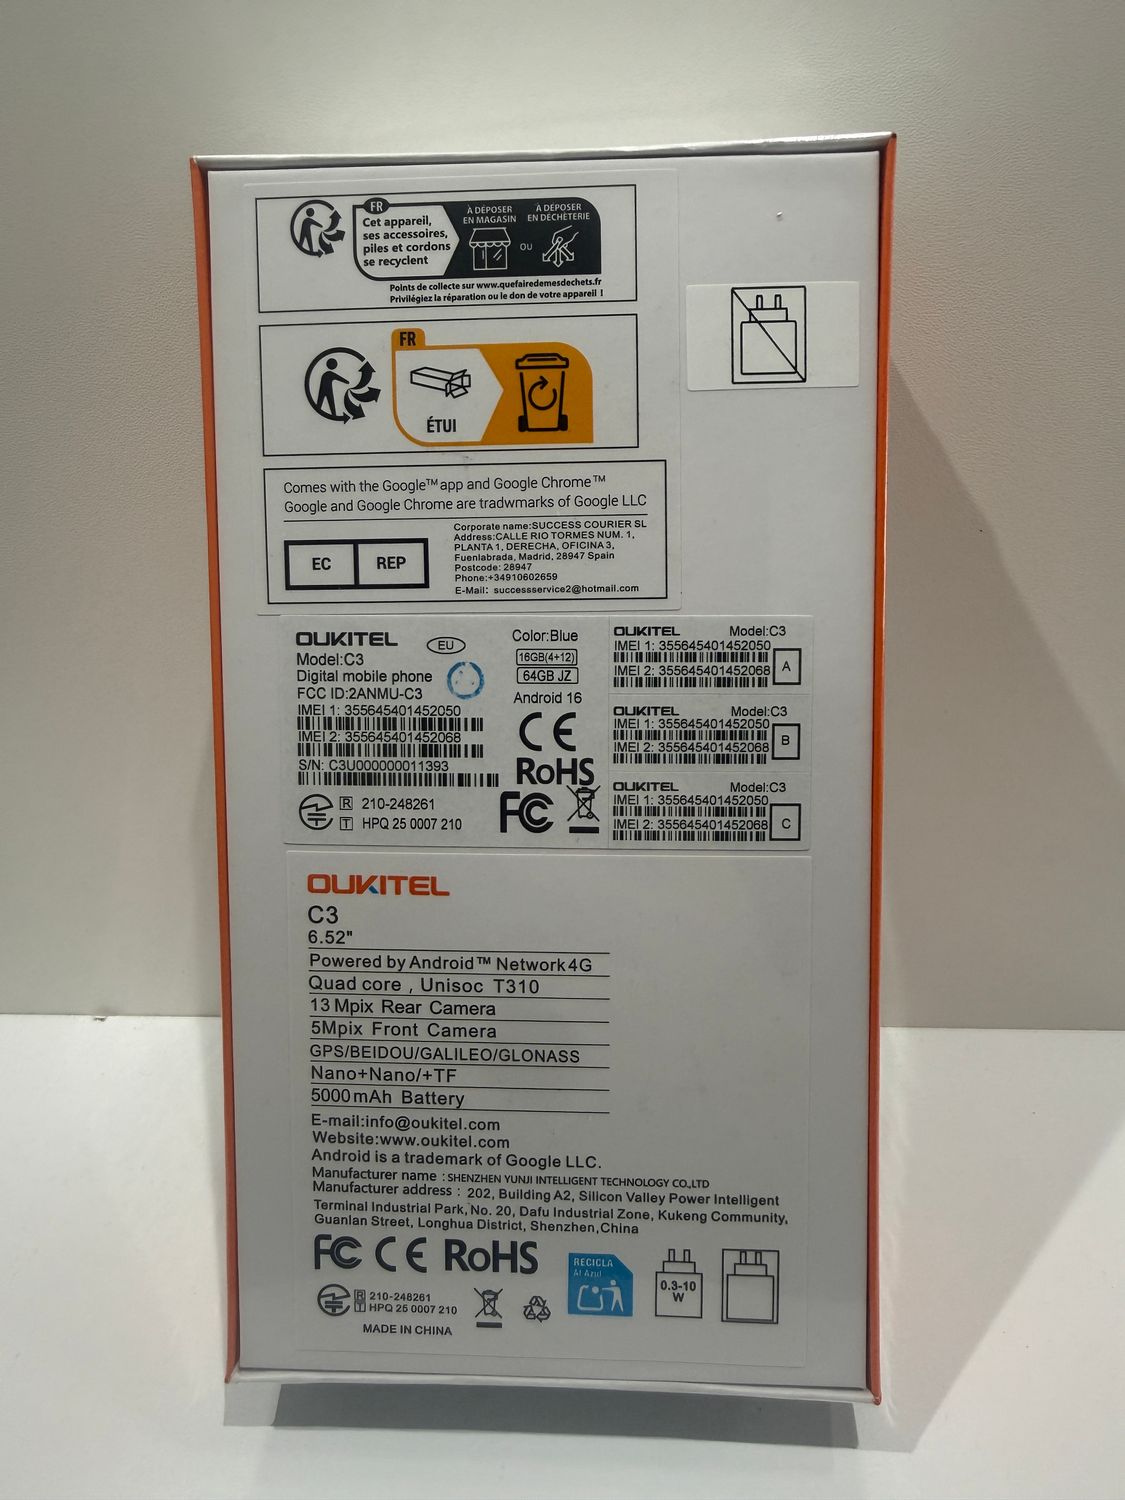 FR
Cet appareil,
ses accessoires,
piles et cordons
se recyclent
À DÉPOSER
EN MAGASIN
OU
À DÉPOSER
EN DÉCHÈTERIE
Points de collecte sur www.quefairedemesdechets.fr
Privilégiez la réparation ou le don de votre appareil !
FR
ÉTUI
Comes with the Google™ app and Google Chrome™
Google and Google Chrome are tradwmarks of Google LLC
EC REP
Corporate name:SUCCESS COURIER SL
Address:CALLE RIO TORMES NUM. 1,
PLANTA 1, DERECHA, OFICINA 3,
Fuenlabrada, Madrid, 28947 Spain
Postcode: 28947
Phone:+34910602659
E-Mail: successservice2@hotmail.com
OUKITEL
EU
Model:C3
Digital mobile phone
FCC ID:2ANMU-C3
IMEI 1: 355645401452050
IMEI 2: 355645401452068
S/N: C3U000000011393
R 210-248261
T HPQ 25 0007 210
Color:Blue
16GB(4+12)
64GB JZ
Android 16
CE
RoHS
FC
OUKITEL Model:C3
IMEI 1: 355645401452050
IMEI 2: 355645401452068
A
OUKITEL Model:C3
IMEI 1: 355645401452050
IMEI 2: 355645401452068
B
OUKITEL Model:C3
IMEI 1: 355645401452050
IMEI 2: 355645401452068
C
OUKITEL
C3
6.52"
Powered by Android™ Network 4G
Quad core , Unisoc T310
13 Mpix Rear Camera
5Mpix Front Camera
GPS/BEIDOU/GALILEO/GLONASS
Nano+Nano/+TF
5000 mAh Battery
E-mail:info@oukitel.com
Website:www.oukitel.com
Android is a trademark of Google LLC.
Manufacturer name : SHENZHEN YUNJI INTELLIGENT TECHNOLOGY CO.,LTD
Manufacturer address : 202, Building A2, Silicon Valley Power Intelligent
Terminal Industrial Park, No. 20, Dafu Industrial Zone, Kukeng Community,
Guanlan Street, Longhua District, Shenzhen,China
FC CE RoHS
R 210-248261
T HPQ 25 0007 210
MADE IN CHINA
RECICLA
Al Azul
0.3-10
W